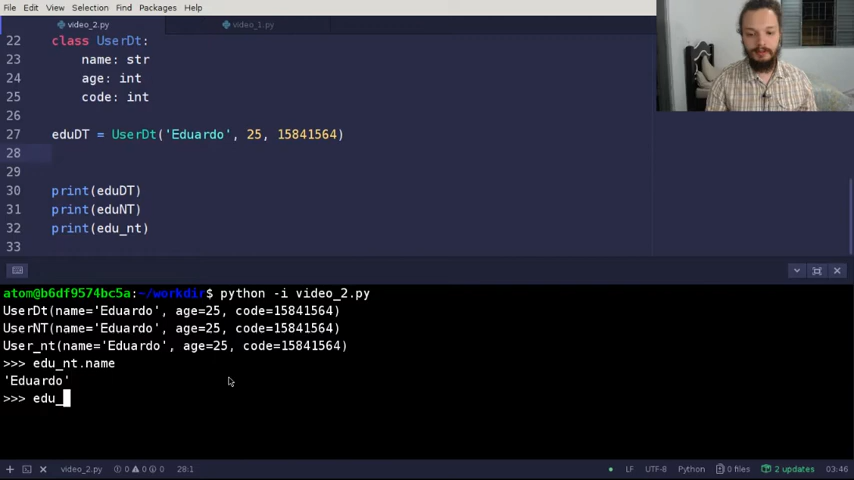 File Edit View Selection Find Packages Help
video_2.py video_1.py
22 class UserDt:
23 name: str
24 age: int
25 code: int
26
27 eduDT = UserDt('Eduardo', 25, 15841564)
28
29
30 print(eduDT)
31 print(eduNT)
32 print(edu_nt)
33
atom@b6df9574bc5a:~/workdir$ python -i video_2.py
UserDt(name='Eduardo', age=25, code=15841564)
UserNT(name='Eduardo', age=25, code=15841564)
User_nt(name='Eduardo', age=25, code=15841564)
>>> edu_nt.name
'Eduardo'
>>> edu_
video_2.py 0 0 0 28:1 LF UTF-8 Python 0 files 2 updates 03:46